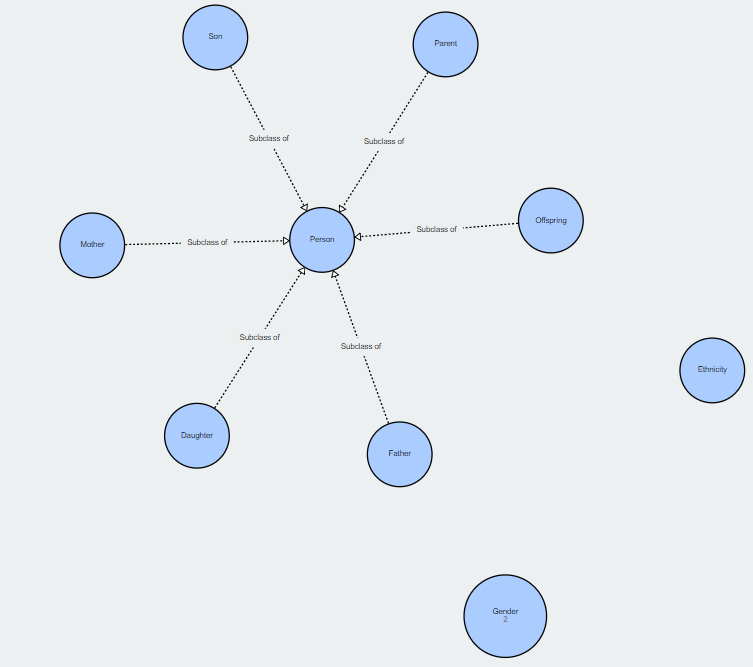 Son
Parent
Subclass of
Subclass of
Offspring
Subclass of
Person
Mother
Subclass of
Subclass of
Subclass of
Ethnicity
Daughter
Father
Gender
2